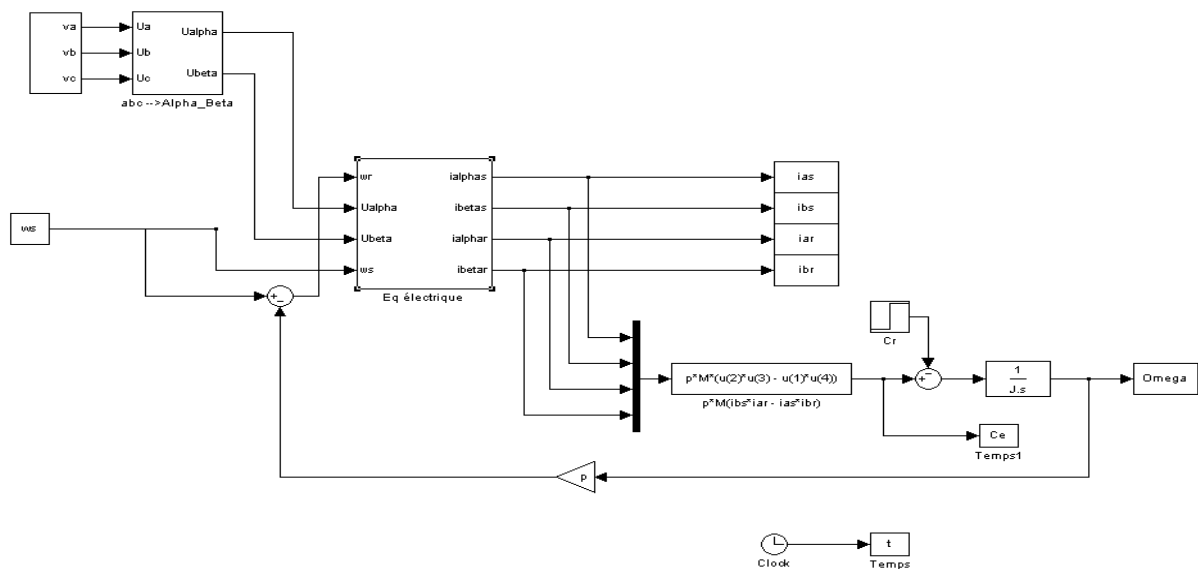 va
vb
vc
Ua
Ub
Uc
Ualpha
Ubeta
abc -->Alpha_Beta
ws
wr
Ualpha
Ubeta
ws
ialphas
ibetas
ialphar
ibetar
Eq électrique
ias
ibs
iar
ibr
+
−
Cr
p*M*(u(2)*u(3) - u(1)*u(4))
p*M(ibs*iar - ias*ibr)
+
−
1
J.s
Omega
Ce
Temps1
p
Clock
t
Temps